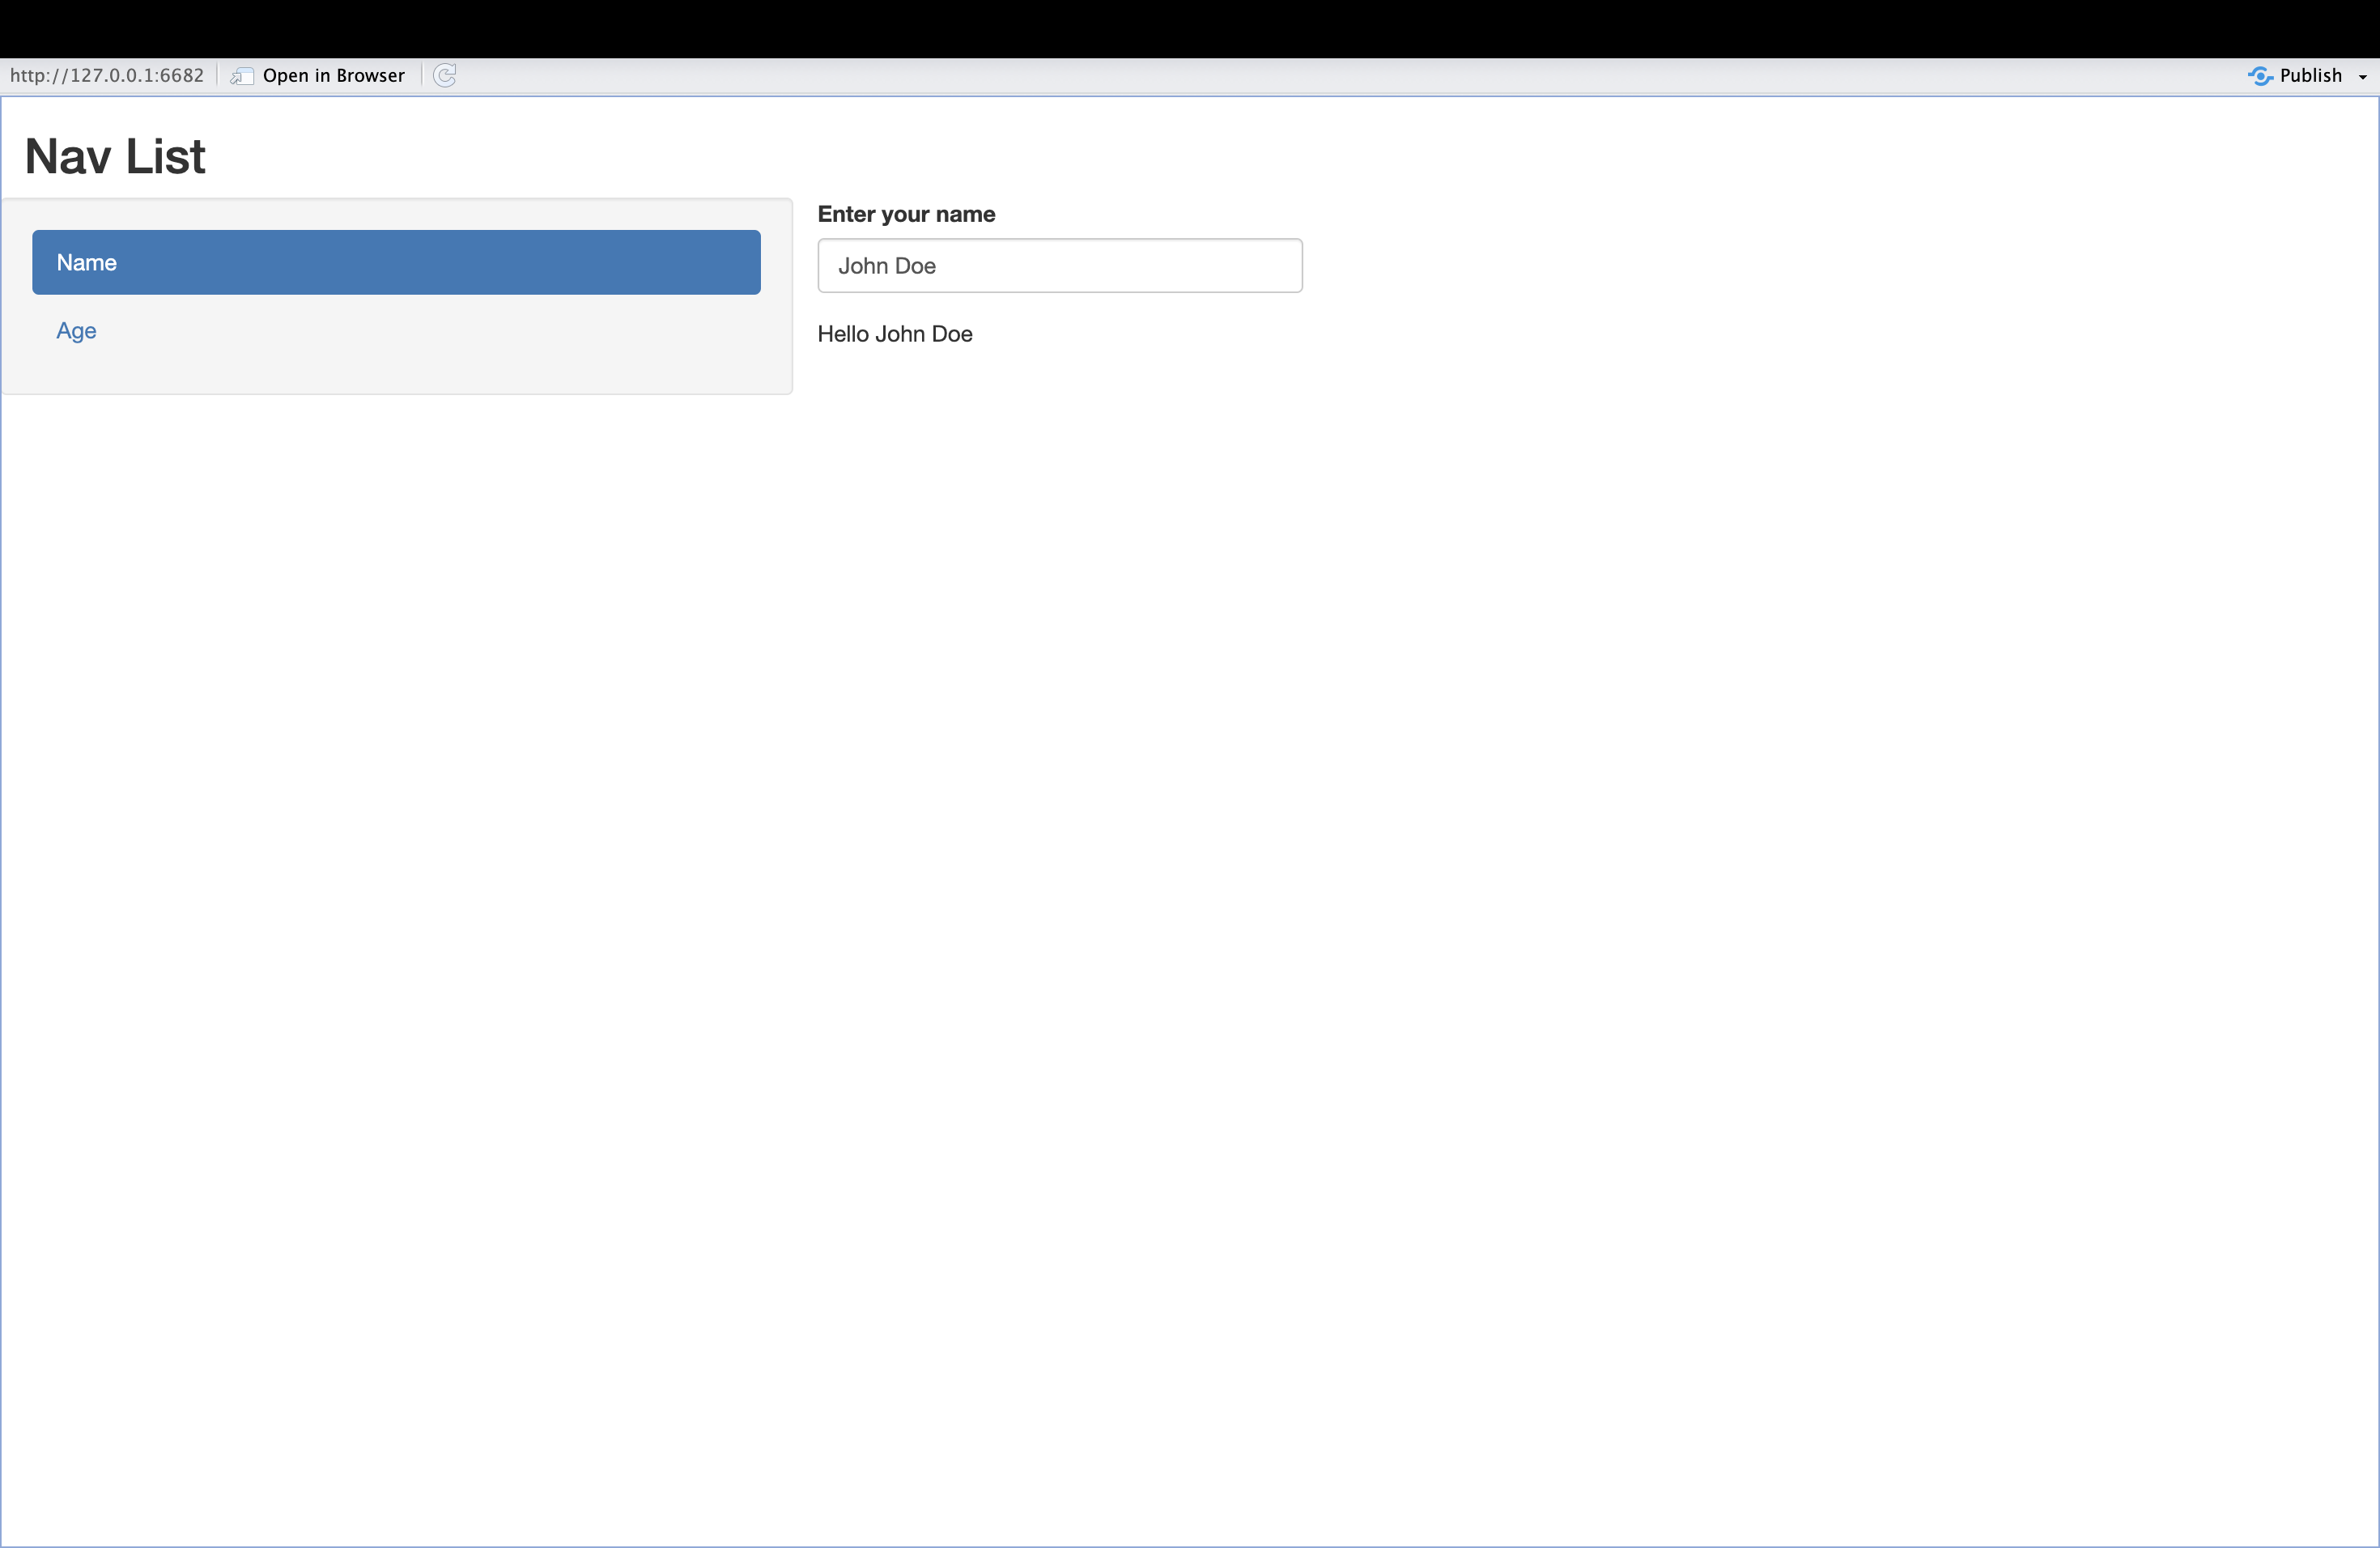 http://127.0.0.1:6682 Open in Browser Publish
Nav List
Name
Age
Enter your name
John Doe
Hello John Doe